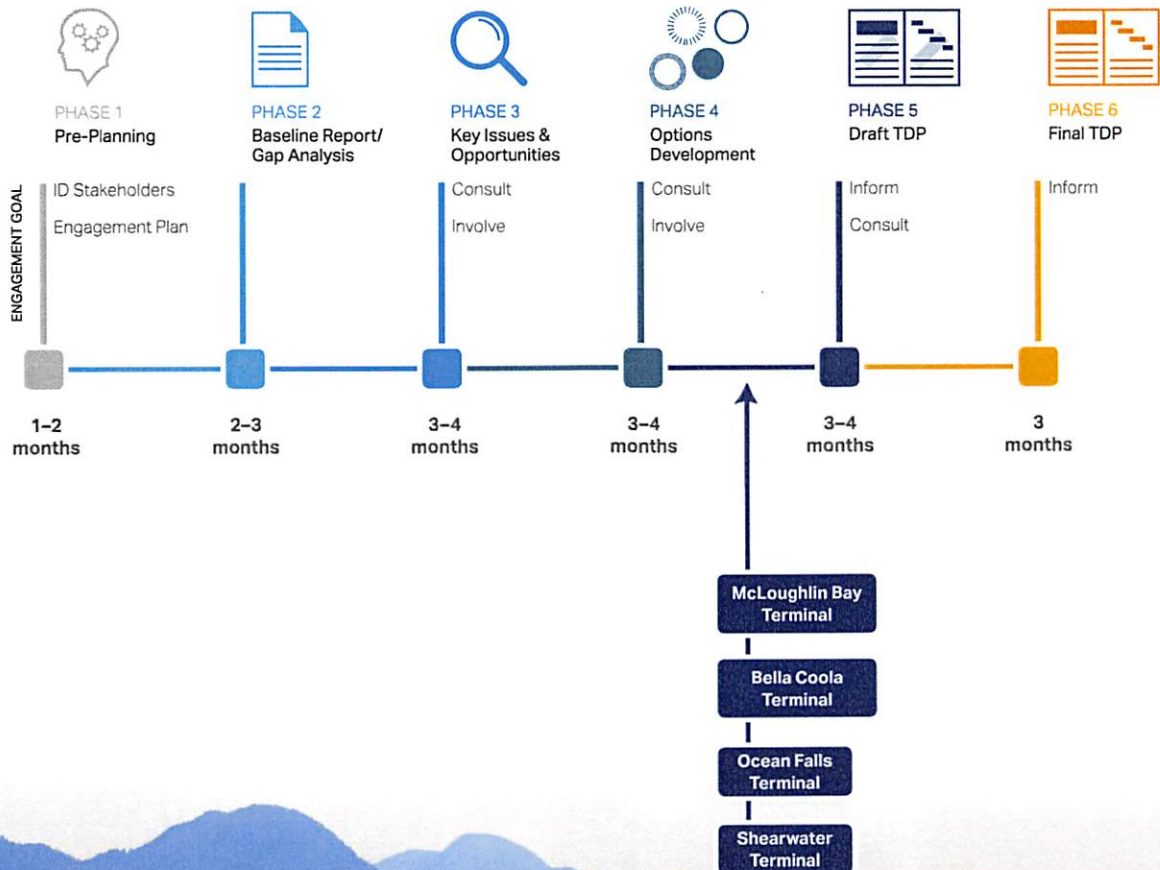 PHASE 1
Pre-Planning
PHASE 2
Baseline Report/
Gap Analysis
PHASE 3
Key Issues &
Opportunities
PHASE 4
Options
Development
PHASE 5
Draft TDP
PHASE 6
Final TDP
ENGAGEMENT GOAL
ID Stakeholders
Engagement Plan
Consult
Involve
Consult
Involve
Inform
Consult
Inform
1–2
months
2–3
months
3–4
months
3–4
months
3–4
months
3
months
McLoughlin Bay
Terminal
Bella Coola
Terminal
Ocean Falls
Terminal
Shearwater
Terminal